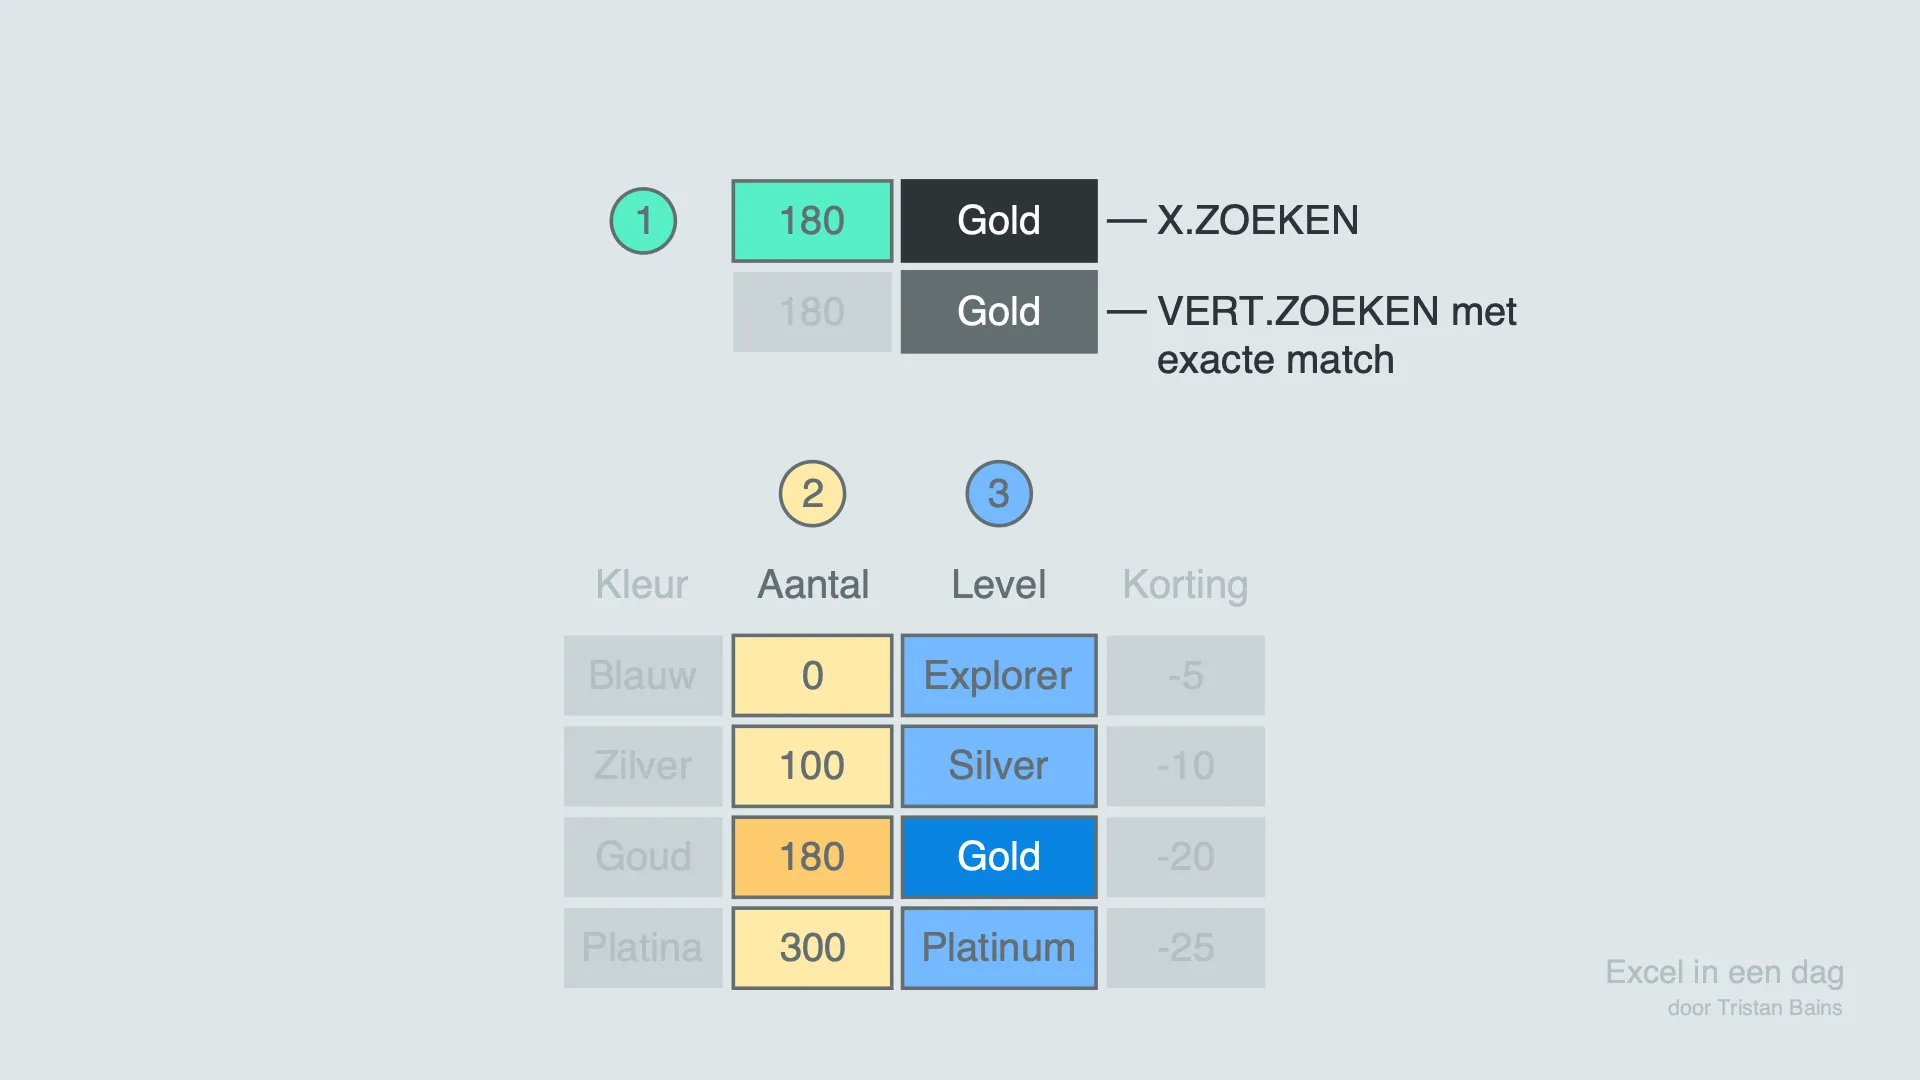 1 180 Gold — X.ZOEKEN
180 Gold — VERT.ZOEKEN met
exacte match
2 3
Kleur Aantal Level Korting
Blauw 0 Explorer -5
Zilver 100 Silver -10
Goud 180 Gold -20
Platina 300 Platinum -25
Excel in een dag
door Tristan Bains